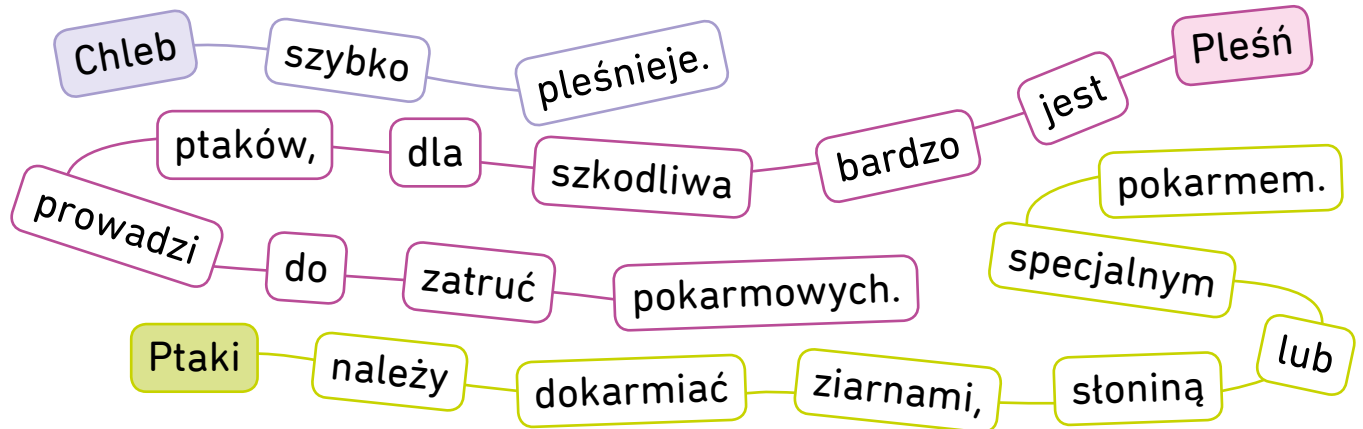 Chleb szybko pleśnieje.
Pleśń jest bardzo szkodliwa dla ptaków,
prowadzi do zatruć pokarmowych.
Ptaki należy dokarmiać ziarnami, słoniną lub
specjalnym
pokarmem.